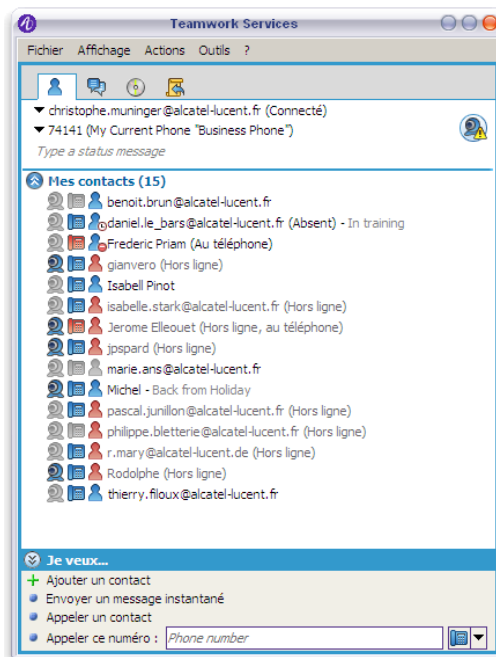 Teamwork Services
Fichier Affichage Actions Outils ?
christophe.muninger@alcatel-lucent.fr (Connecté)
74141 (My Current Phone "Business Phone")
Type a status message
Mes contacts (15)
benoit.brun@alcatel-lucent.fr
daniel.le_bars@alcatel-lucent.fr (Absent) - In training
Frederic Priam (Au téléphone)
gianvero (Hors ligne)
Isabell Pinot
isabelle.stark@alcatel-lucent.fr (Hors ligne)
Jerome Elleouet (Hors ligne, au téléphone)
jpspard (Hors ligne)
marie.ans@alcatel-lucent.fr
Michel - Back from Holiday
pascal.junillon@alcatel-lucent.fr (Hors ligne)
philippe.bletterie@alcatel-lucent.fr (Hors ligne)
r.mary@alcatel-lucent.de (Hors ligne)
Rodolphe (Hors ligne)
thierry.filoux@alcatel-lucent.fr
Je veux...
Ajouter un contact
Envoyer un message instantané
Appeler un contact
Appeler ce numéro : Phone number